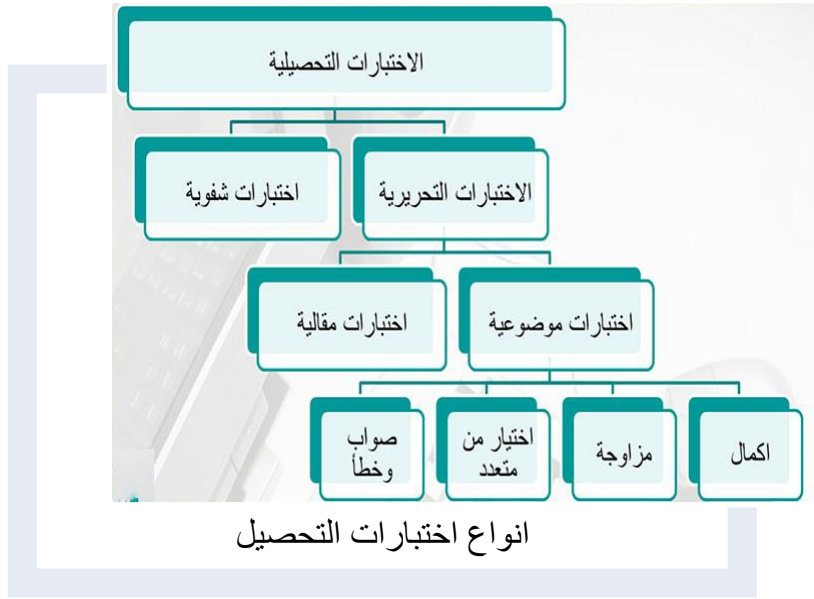 الاختبارات التحصيلية
الاختبارات التحريرية
اختبارات شفوية
اختبارات موضوعية
اختبارات مقالية
اكمال
مزاوجة
اختيار من
متعدد
صواب
وخطأ
انواع اختبارات التحصيل